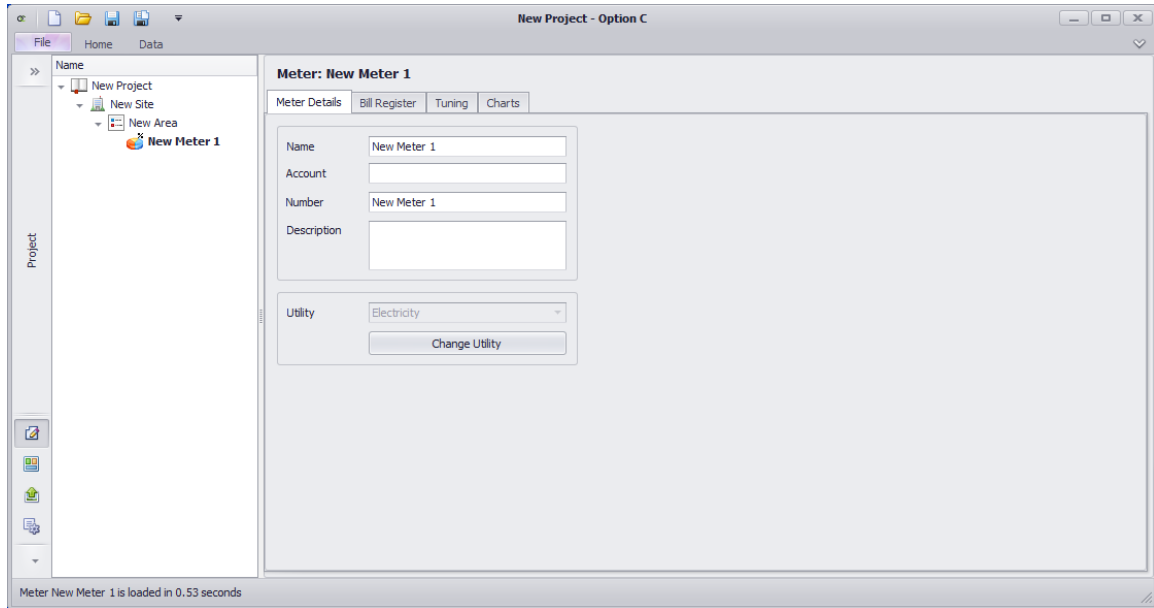 New Project - Option C
File Home Data
Name
New Project
New Site
New Area
New Meter 1
Project
Meter: New Meter 1
Meter Details Bill Register Tuning Charts
Name New Meter 1
Account
Number New Meter 1
Description
Utility Electricity
Change Utility
Meter New Meter 1 is loaded in 0.53 seconds